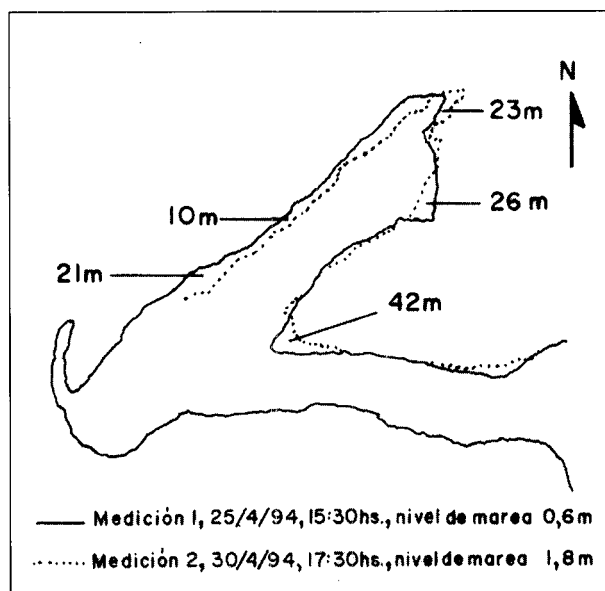 N
23m
26 m
10m
21m
42m
Medición 1, 25/4/94, 15:30hs., nivel de marea 0,6m
Medición 2, 30/4/94, 17:30hs., nivel de marea 1,8m